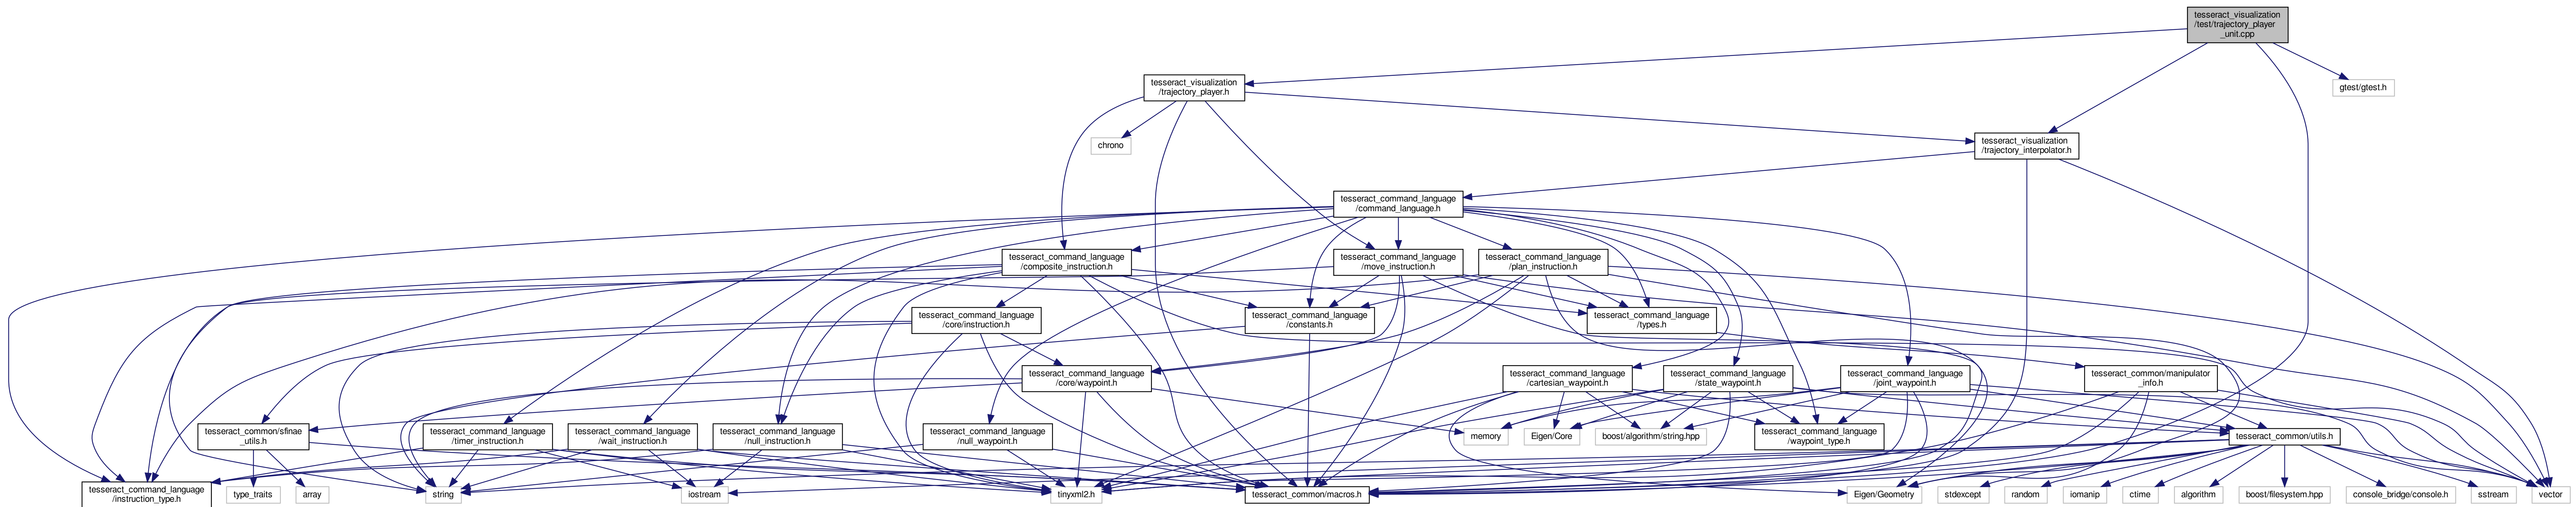 tesseract_visualization
/test/trajectory_player
_unit.cpp
tesseract_visualization
/trajectory_player.h
gtest/gtest.h
chrono
tesseract_visualization
/trajectory_interpolator.h
tesseract_command_language
/command_language.h
tesseract_command_language
/composite_instruction.h
tesseract_command_language
/move_instruction.h
tesseract_command_language
/plan_instruction.h
tesseract_command_language
/core/instruction.h
tesseract_command_language
/constants.h
tesseract_command_language
/types.h
tesseract_command_language
/core/waypoint.h
tesseract_command_language
/cartesian_waypoint.h
tesseract_command_language
/state_waypoint.h
tesseract_command_language
/joint_waypoint.h
tesseract_common/manipulator
_info.h
tesseract_common/sfinae
_utils.h
tesseract_command_language
/timer_instruction.h
tesseract_command_language
/wait_instruction.h
tesseract_command_language
/null_instruction.h
tesseract_command_language
/null_waypoint.h
memory
Eigen/Core
boost/algorithm/string.hpp
tesseract_command_language
/waypoint_type.h
tesseract_common/utils.h
tesseract_command_language
/instruction_type.h
type_traits
array
string
iostream
tinyxml2.h
tesseract_common/macros.h
Eigen/Geometry
stdexcept
random
iomanip
ctime
algorithm
boost/filesystem.hpp
console_bridge/console.h
sstream
vector